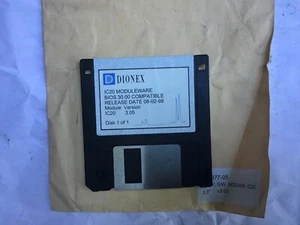 DIONEX
IC20 MODULEWARE
BIOS 30.00 COMPATIBLE
RELEASE DATE 08-02-99
Module Version
IC20 3.05
Disk 1 of 1